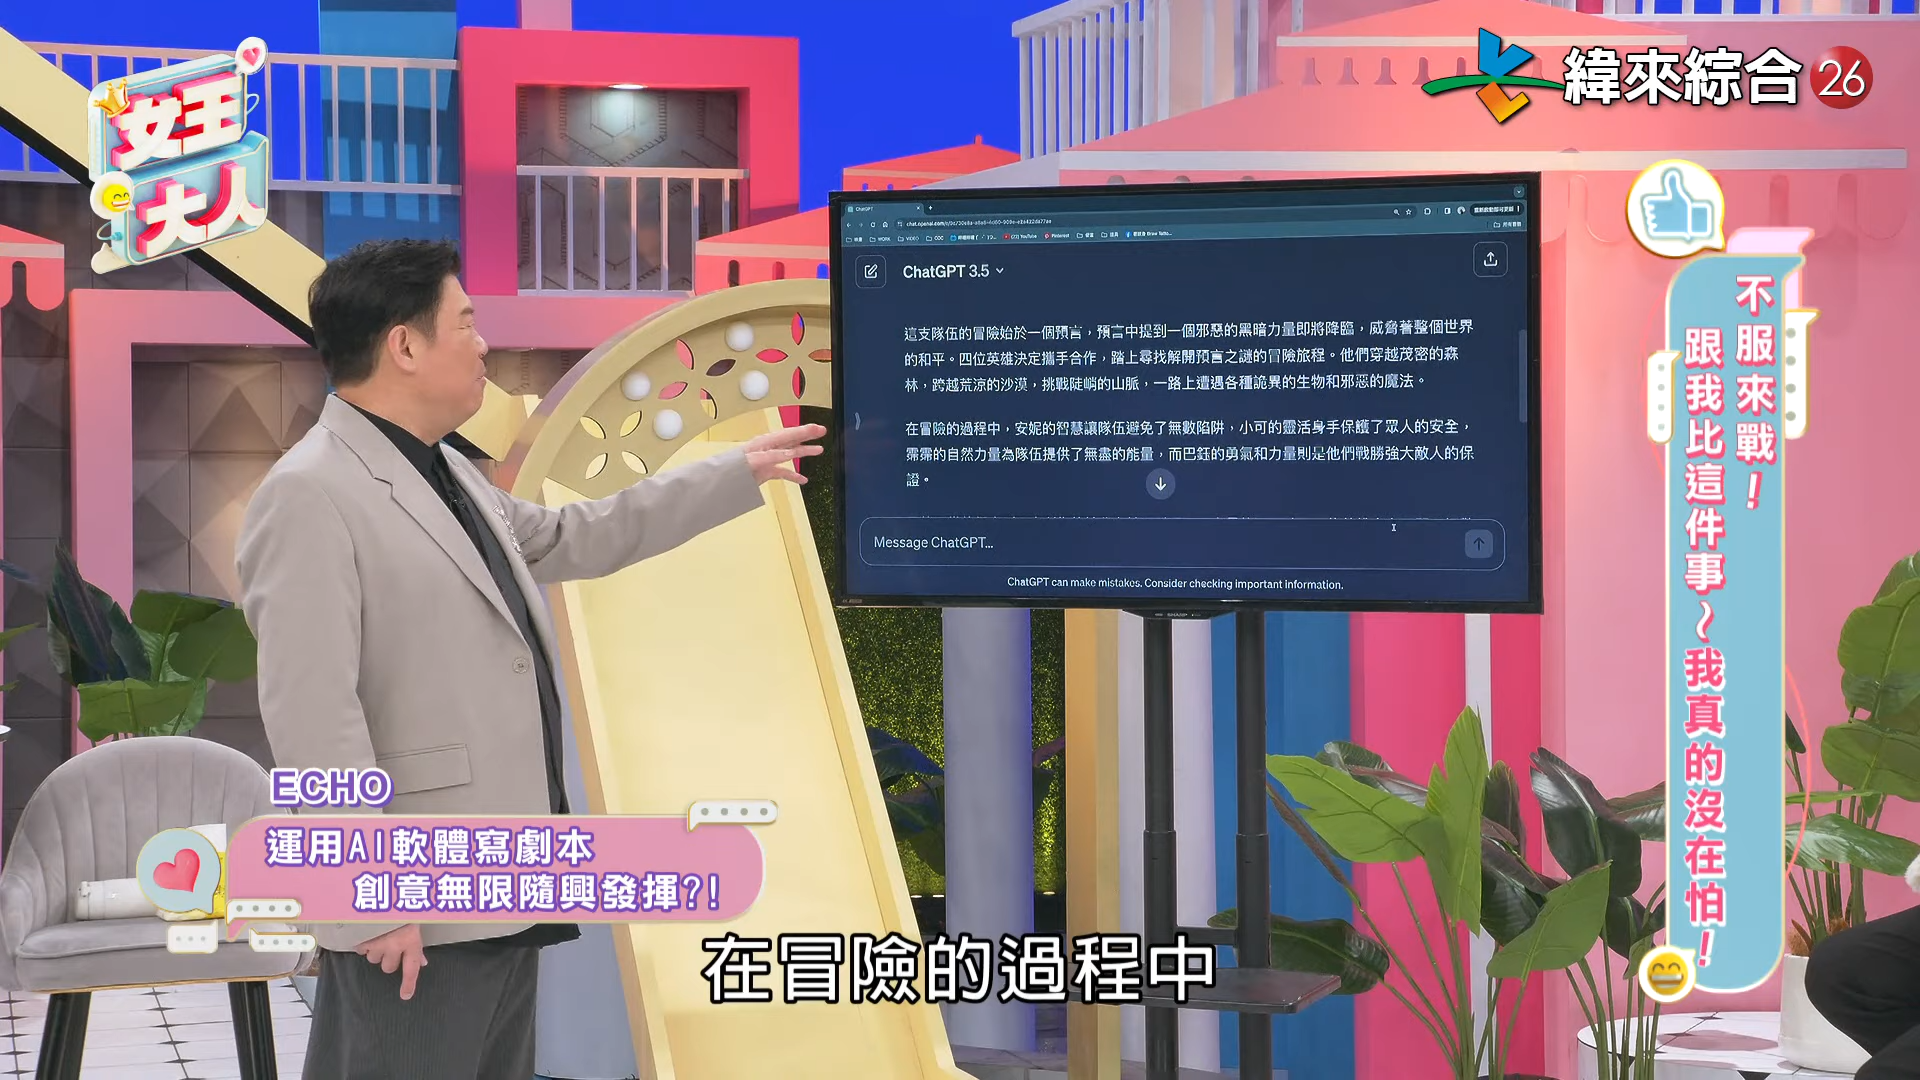 女王
大人
緯來綜合 26
不服來戰！
跟我比這件事～我真的沒在怕！
ChatGPT
chat.openai.com
ChatGPT 3.5
這支隊伍的冒險始於一個預言，預言中提到一個邪惡的黑暗力量即將降臨，威脅著整個世界
的和平。四位英雄決定攜手合作，踏上尋找解開預言之謎的冒險旅程。他們穿越茂密的森
林，跨越荒涼的沙漠，挑戰陡峭的山脈，一路上遭遇各種詭異的生物和邪惡的魔法。
在冒險的過程中，安妮的智慧讓隊伍避免了無數陷阱，小可的靈活身手保護了眾人的安全，
霈霈的自然力量為隊伍提供了無盡的能量，而巴鈺的勇氣和力量則是他們戰勝強大敵人的保
證。
Message ChatGPT...
ChatGPT can make mistakes. Consider checking important information.
ECHO
運用AI軟體寫劇本
創意無限隨興發揮?!
在冒險的過程中